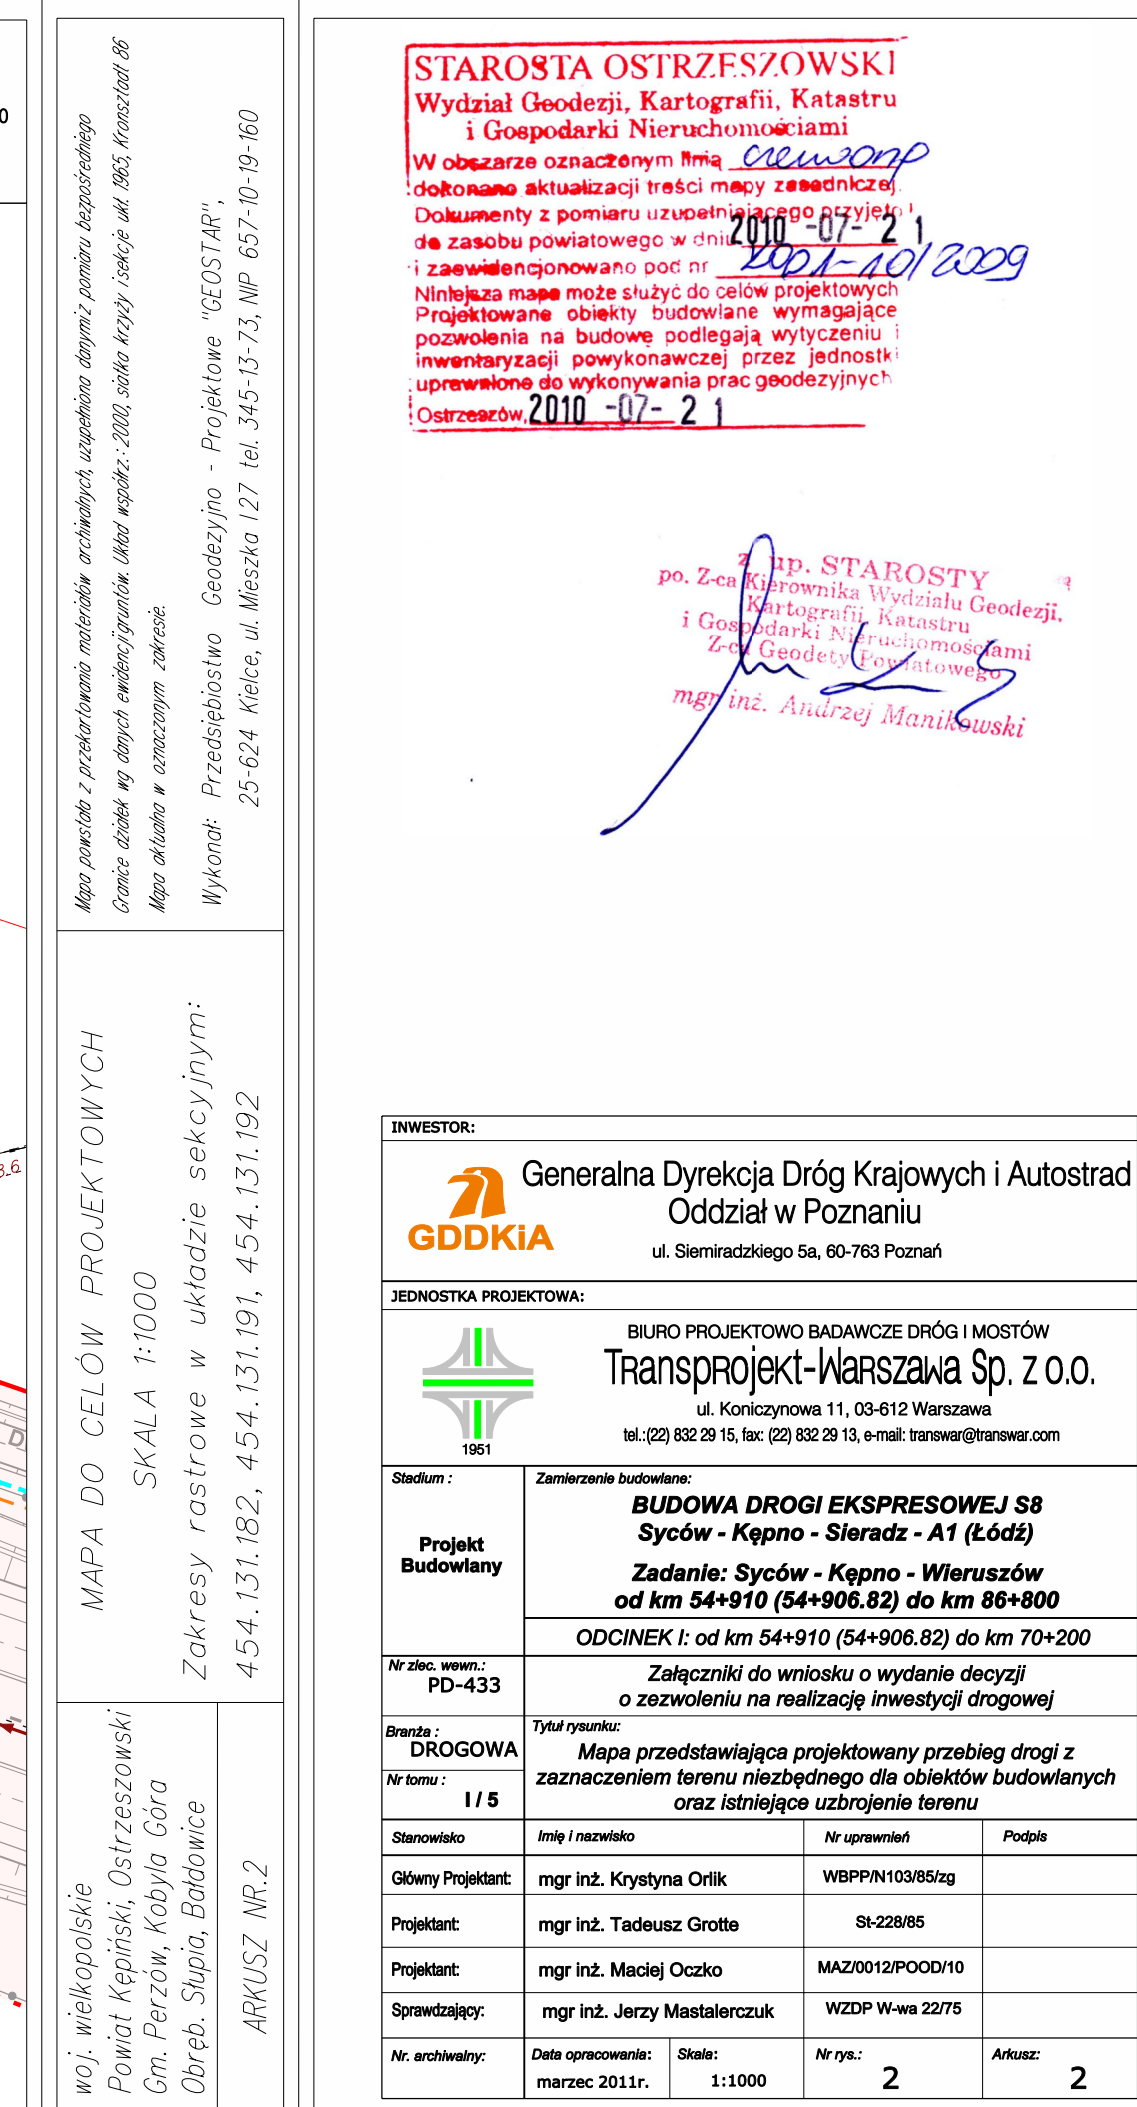 STAROSTA OSTRZESZOWSKI
Wydział Geodezji, Kartografii, Katastru
i Gospodarki Nieruchomościami
W obszarze oznaczonym linią czerwoną
dokonano aktualizacji treści mapy zasadniczej.
Dokumenty z pomiaru uzupełniającego przyjęto
do zasobu powiatowego w dniu 2010 -07- 2 1
i zaewidencjonowano pod nr 2001-10/2009
Niniejsza mapa może służyć do celów projektowych
Projektowane obiekty budowlane wymagające
pozwolenia na budowę podlegają wytyczeniu i
inwentaryzacji powykonawczej przez jednostki
uprawnione do wykonywania prac geodezyjnych
Ostrzeszów, 2010 -07- 2 1
z up. STAROSTY
po. Z-ca Kierownika Wydziału Geodezji,
Kartografii, Katastru
i Gospodarki Nieruchomościami
Z-ca Geodety Powiatowego
mgr inż. Andrzej Manikowski
Mapa powstała z przekartowania materiałów archiwalnych, uzupełniona danymi z pomiaru bezpośredniego
Granice działek wg danych ewidencji gruntów. Układ współrz.: 2000, siatka krzyży i sekcje ukł. 1965, Kronsztadt 86
Mapa aktualna w oznaczonym zakresie.
Wykonał: Przedsiębiostwo Geodezyjno - Projektowe "GEOSTAR",
25-624 Kielce, ul. Mieszka I 27 tel. 345-13-73, NIP 657-10-19-160
MAPA DO CELÓW PROJEKTOWYCH
SKALA 1:1000
Zakresy rastrowe w układzie sekcyjnym:
454.131.182, 454.131.191, 454.131.192
woj. wielkopolskie
Powiat Kępiński, Ostrzeszowski
Gm. Perzów, Kobyla Góra
Obręb. Słupia, Bałdowice
ARKUSZ NR.2
INWESTOR:
GDDKiA
Generalna Dyrekcja Dróg Krajowych i Autostrad
Oddział w Poznaniu
ul. Siemiradzkiego 5a, 60-763 Poznań
JEDNOSTKA PROJEKTOWA:
1951
BIURO PROJEKTOWO BADAWCZE DRÓG I MOSTÓW
TRansPRojekt-WaRszawa Sp. z o.o.
ul. Koniczynowa 11, 03-612 Warszawa
tel.:(22) 832 29 15, fax: (22) 832 29 13, e-mail: transwar@transwar.com
Stadium :
Projekt
Budowlany
Zamierzenie budowlane:
BUDOWA DROGI EKSPRESOWEJ S8
Syców - Kępno - Sieradz - A1 (Łódź)
Zadanie: Syców - Kępno - Wieruszów
od km 54+910 (54+906.82) do km 86+800
ODCINEK I: od km 54+910 (54+906.82) do km 70+200
Nr zlec. wewn.:
PD-433
Załączniki do wniosku o wydanie decyzji
o zezwoleniu na realizację inwestycji drogowej
Branża :
DROGOWA
Nr tomu :
I / 5
Tytuł rysunku:
Mapa przedstawiająca projektowany przebieg drogi z
zaznaczeniem terenu niezbędnego dla obiektów budowlanych
oraz istniejące uzbrojenie terenu
Stanowisko Imię i nazwisko Nr uprawnień Podpis
Główny Projektant: mgr inż. Krystyna Orlik WBPP/N103/85/zg
Projektant: mgr inż. Tadeusz Grotte St-228/85
Projektant: mgr inż. Maciej Oczko MAZ/0012/POOD/10
Sprawdzający: mgr inż. Jerzy Mastalerczuk WZDP W-wa 22/75
Nr. archiwalny: Data opracowania: Skala: Nr rys.: Arkusz:
marzec 2011r. 1:1000 2 2